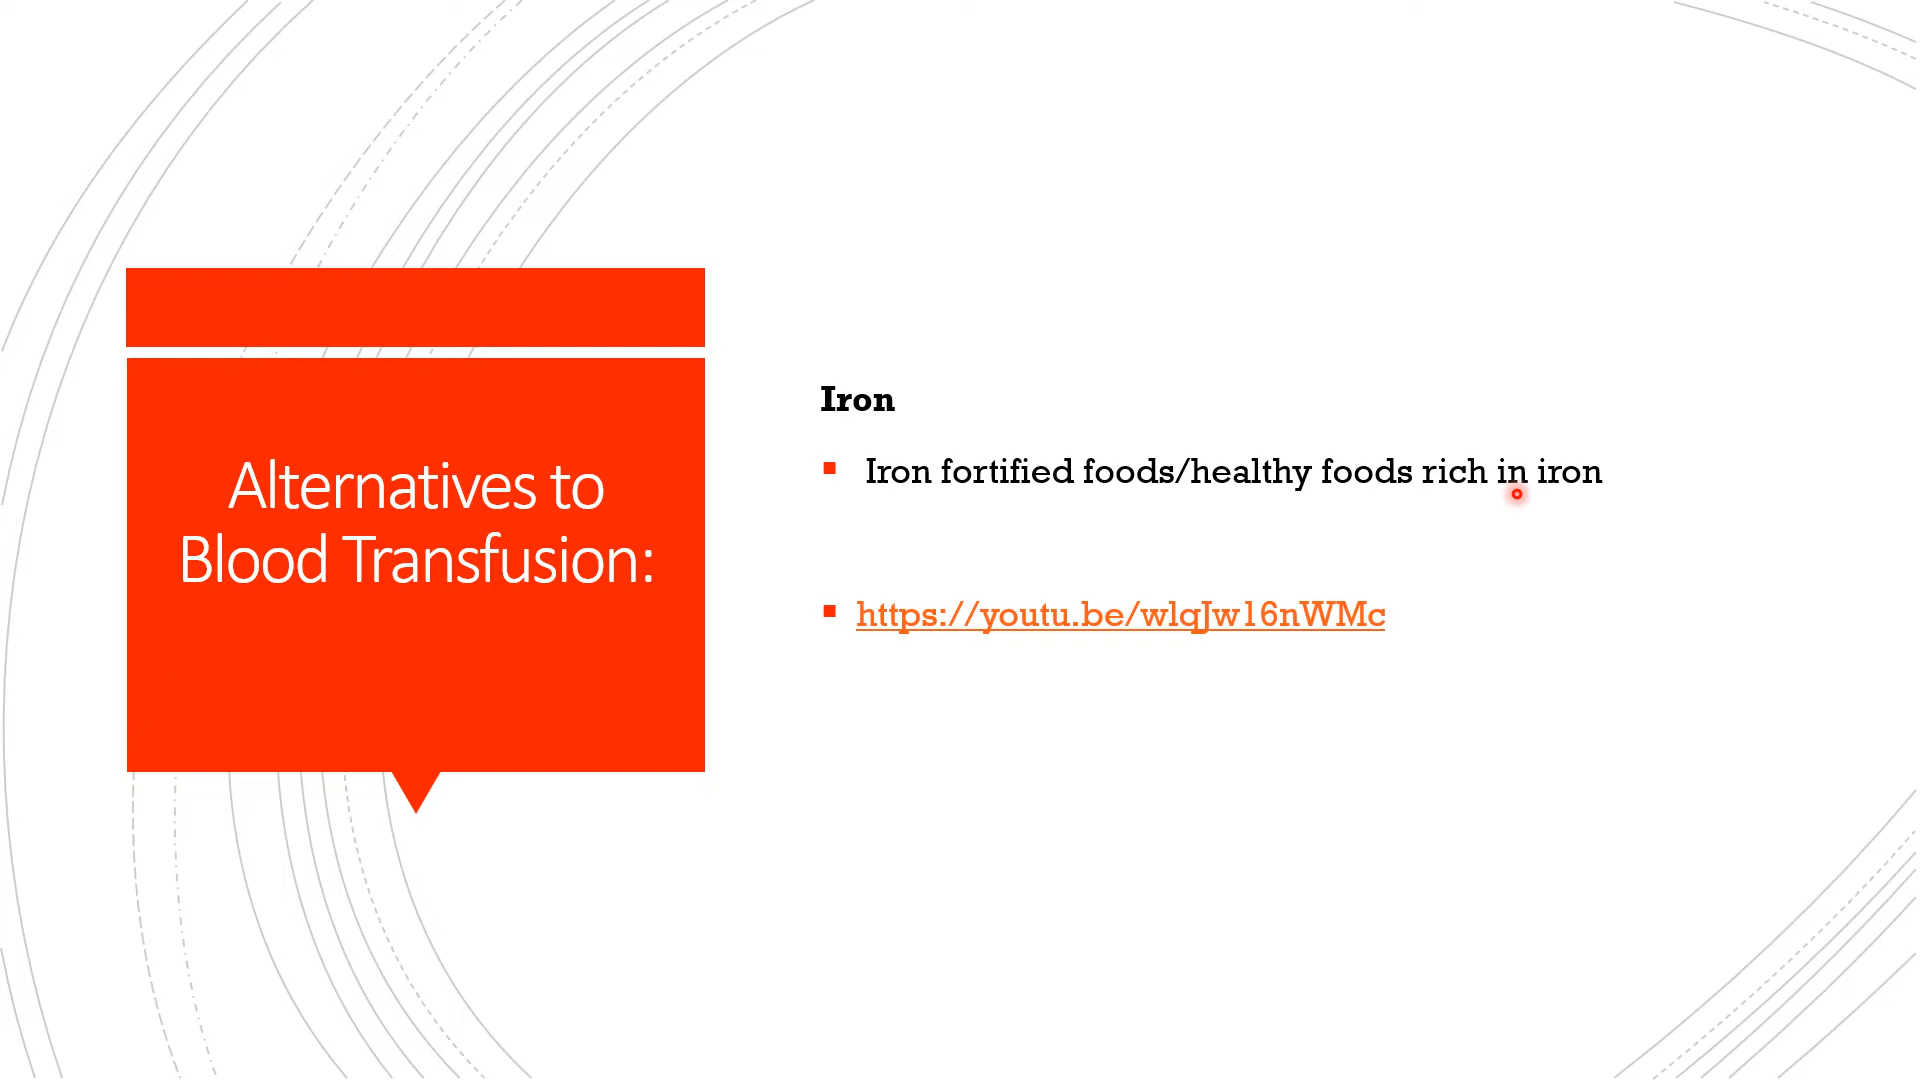 Alternatives to
Blood Transfusion:
Iron
Iron fortified foods/healthy foods rich in iron
https://youtu.be/wlqJw16nWMc